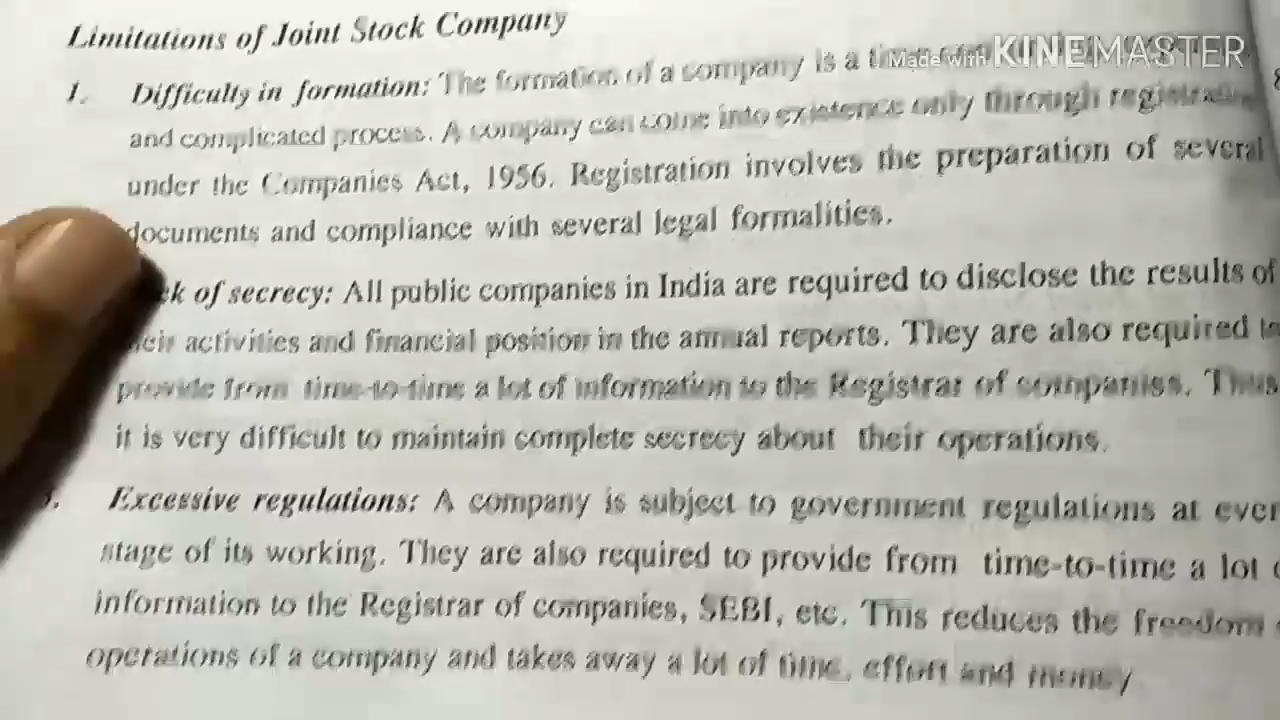 Limitations of Joint Stock Company
Made with KINEMASTER
1. Difficulty in formation: The formation of a company is a
and complicated process. A company can come into existence only through
under the Companies Act, 1956. Registration involves the preparation of several
documents and compliance with several legal formalities.
ck of secrecy: All public companies in India are required to disclose the results of
eir activities and financial position in the annual reports. They are also required to
provide from time-to-time a lot of information to the Registrar of companies. Thus
it is very difficult to maintain complete secrecy about their operations.
Excessive regulations: A company is subject to government regulations at ever
stage of its working. They are also required to provide from time-to-time a lot
information to the Registrar of companies, SEBI, etc. This reduces the freedom
operations of a company and takes away a lot of time, effort and money